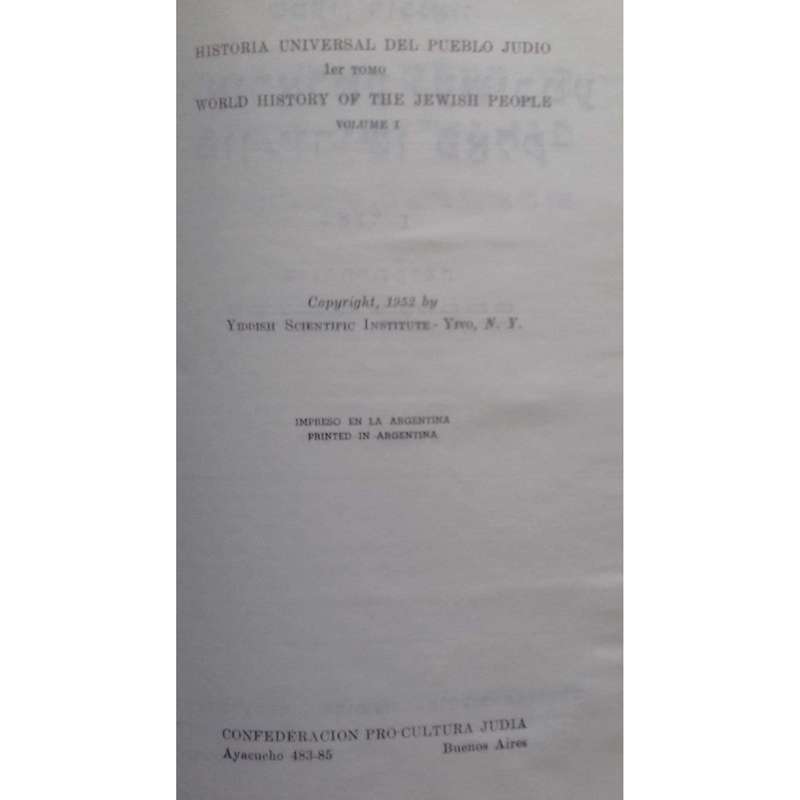 HISTORIA UNIVERSAL DEL PUEBLO JUDIO
1er TOMO
WORLD HISTORY OF THE JEWISH PEOPLE
VOLUME I
Copyright, 1952 by
YIDDISH SCIENTIFIC INSTITUTE - YIVO, N. Y.
IMPRESO EN LA ARGENTINA
PRINTED IN ARGENTINA
CONFEDERACION PRO-CULTURA JUDIA
Ayacucho 483-85 Buenos Aires